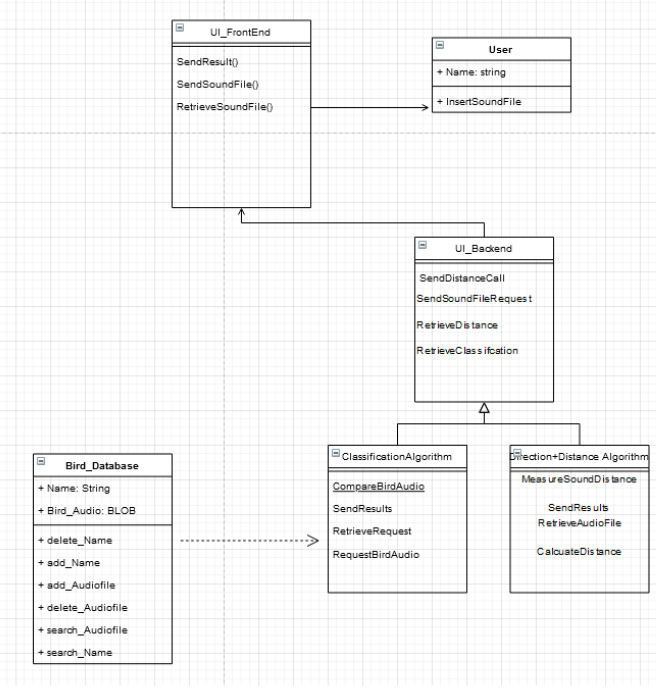 UI_FrontEnd
SendResult()
SendSoundFile()
RetrieveSoundFile()
User
+ Name: string
+ InsertSoundFile
UI_Backend
SendDistanceCall
SendSoundFileRequest
RetrieveDistance
RetrieveClassifcation
Bird_Database
+ Name: String
+ Bird_Audio: BLOB
+ delete_Name
+ add_Name
+ add_Audiofile
+ delete_Audiofile
+ search_Audiofile
+ search_Name
ClassificationAlgorithm
CompareBirdAudio
SendResults
RetrieveRequest
RequestBirdAudio
Direction+Distance Algorithm
MeasureSoundDistance
SendResults
RetrieveAudioFile
CalcuateDistance